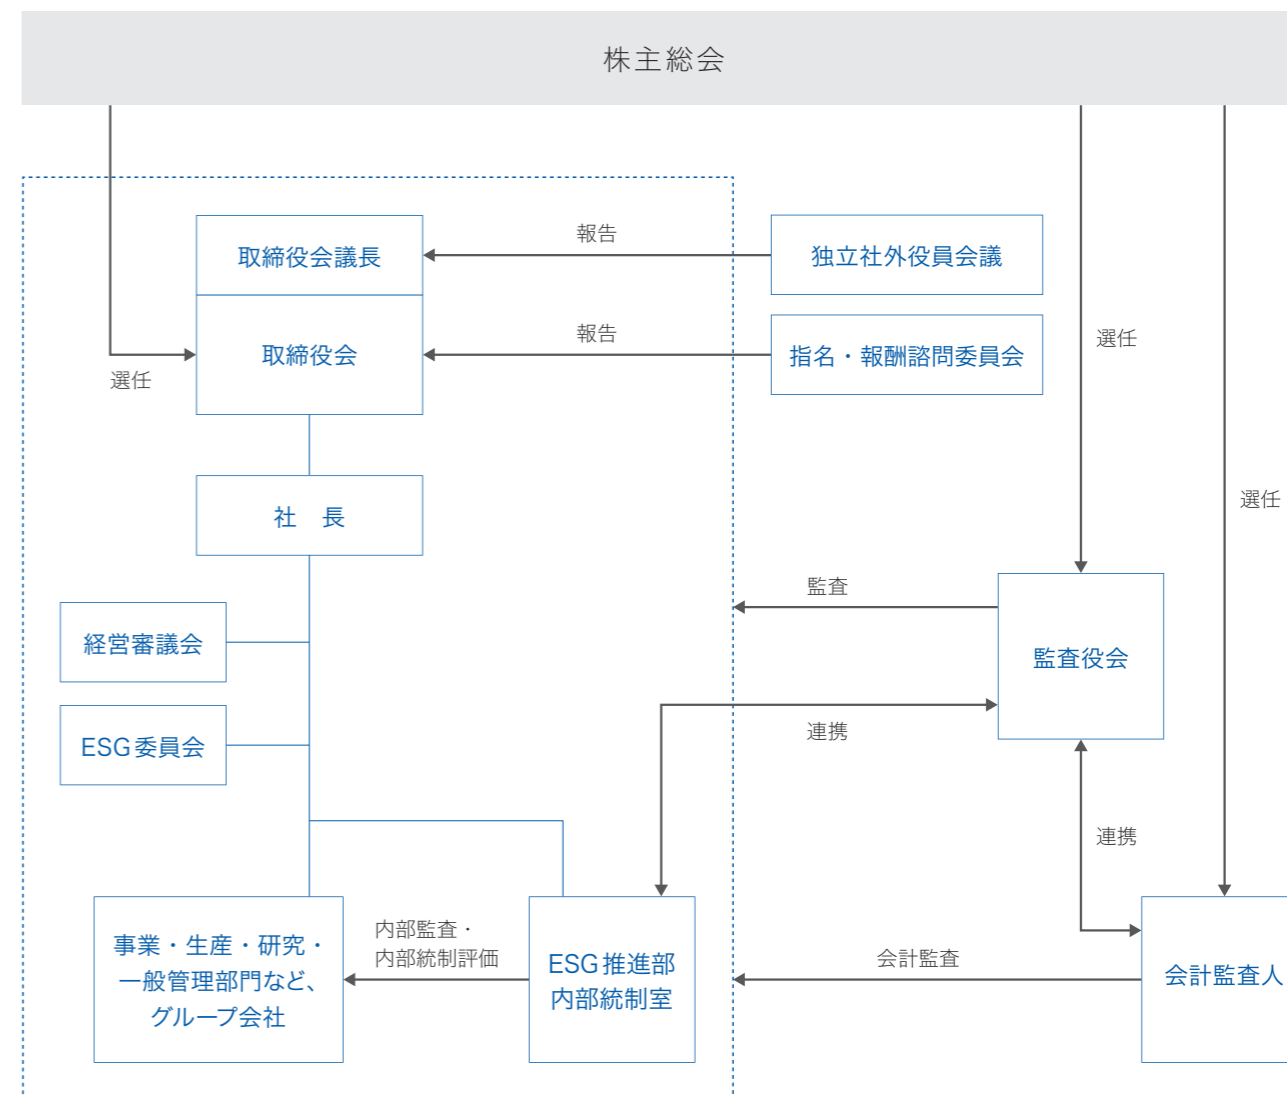 株主総会
取締役会議長
報告
独立社外役員会議
取締役会
報告
指名・報酬諮問委員会
選任
選任
社　長
選任
監査
経営審議会
監査役会
連携
ESG委員会
連携
事業・生産・研究・
一般管理部門など、
グループ会社
内部監査・
内部統制評価
ESG推進部
内部統制室
会計監査
会計監査人